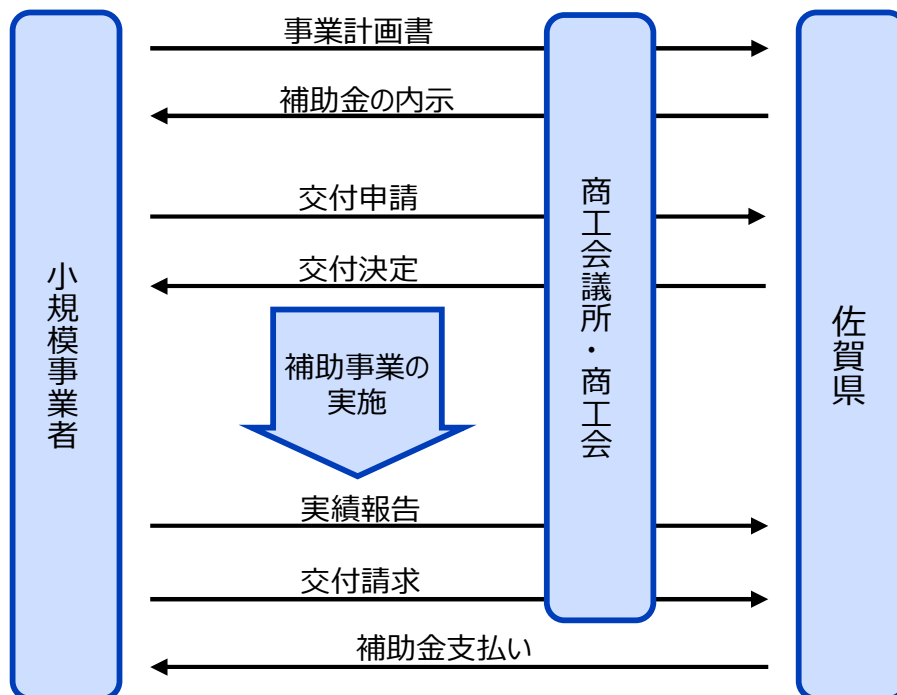 事業計画書
補助金の内示
交付申請
交付決定
補助事業の
実施
実績報告
交付請求
補助金支払い
小規模事業者
商工会議所・商工会
佐賀県